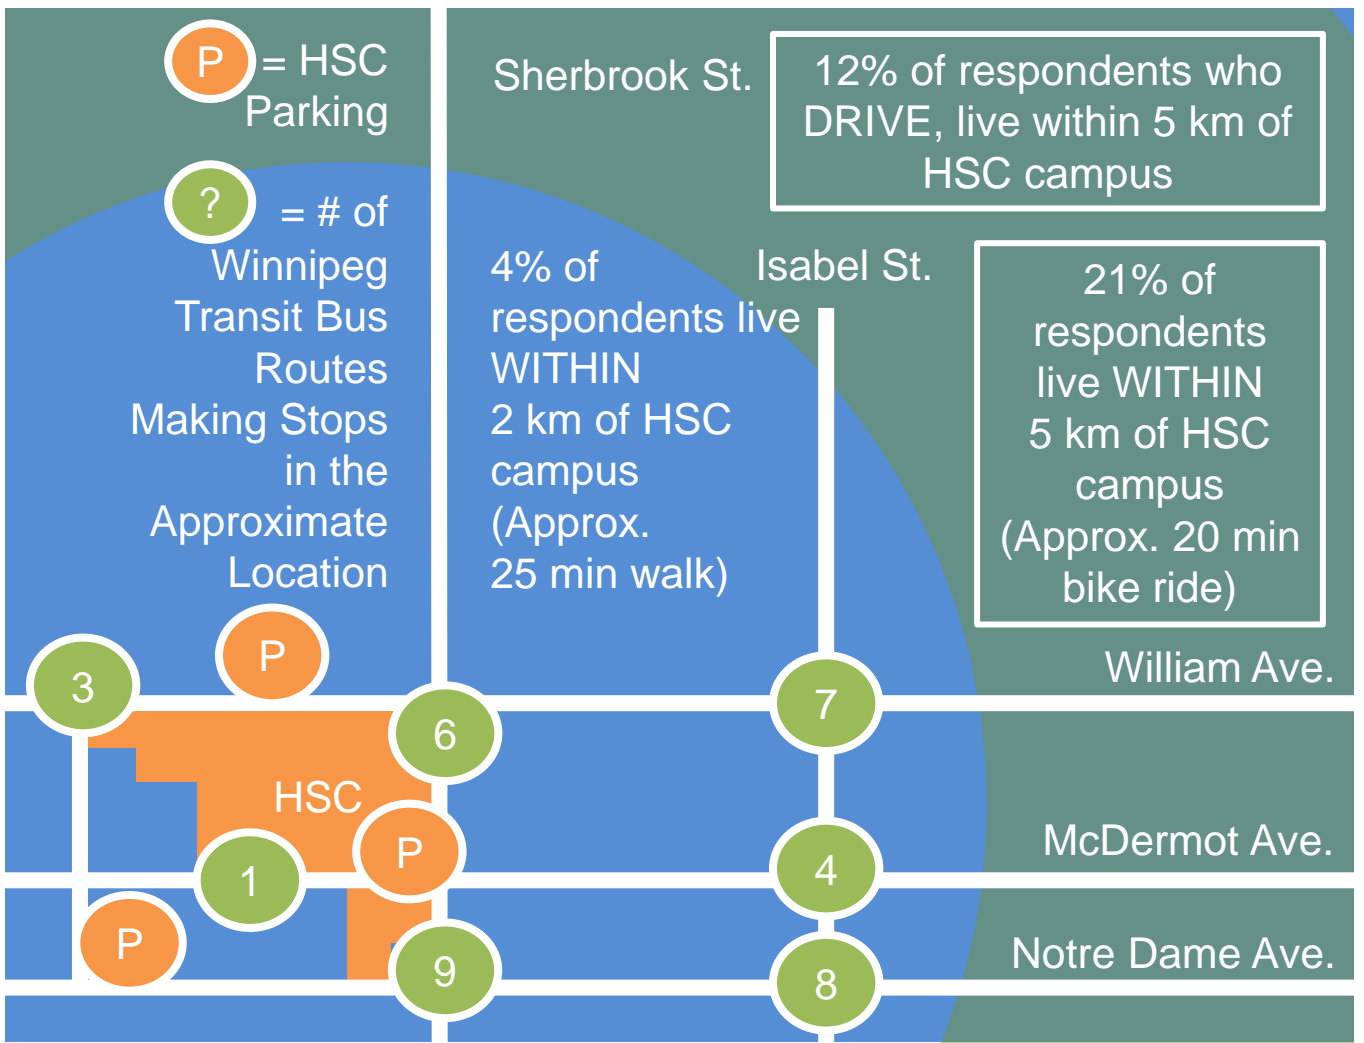 P
= HSC
Parking
?
= # of
Winnipeg
Transit Bus
Routes
Making Stops
in the
Approximate
Location
Sherbrook St.
12% of respondents who
DRIVE, live within 5 km of
HSC campus
4% of
respondents live
WITHIN
2 km of HSC
campus
(Approx.
25 min walk)
Isabel St.
21% of
respondents
live WITHIN
5 km of HSC
campus
(Approx. 20 min
bike ride)
P
3
William Ave.
6
7
HSC
P
1
4
McDermot Ave.
P
9
8
Notre Dame Ave.